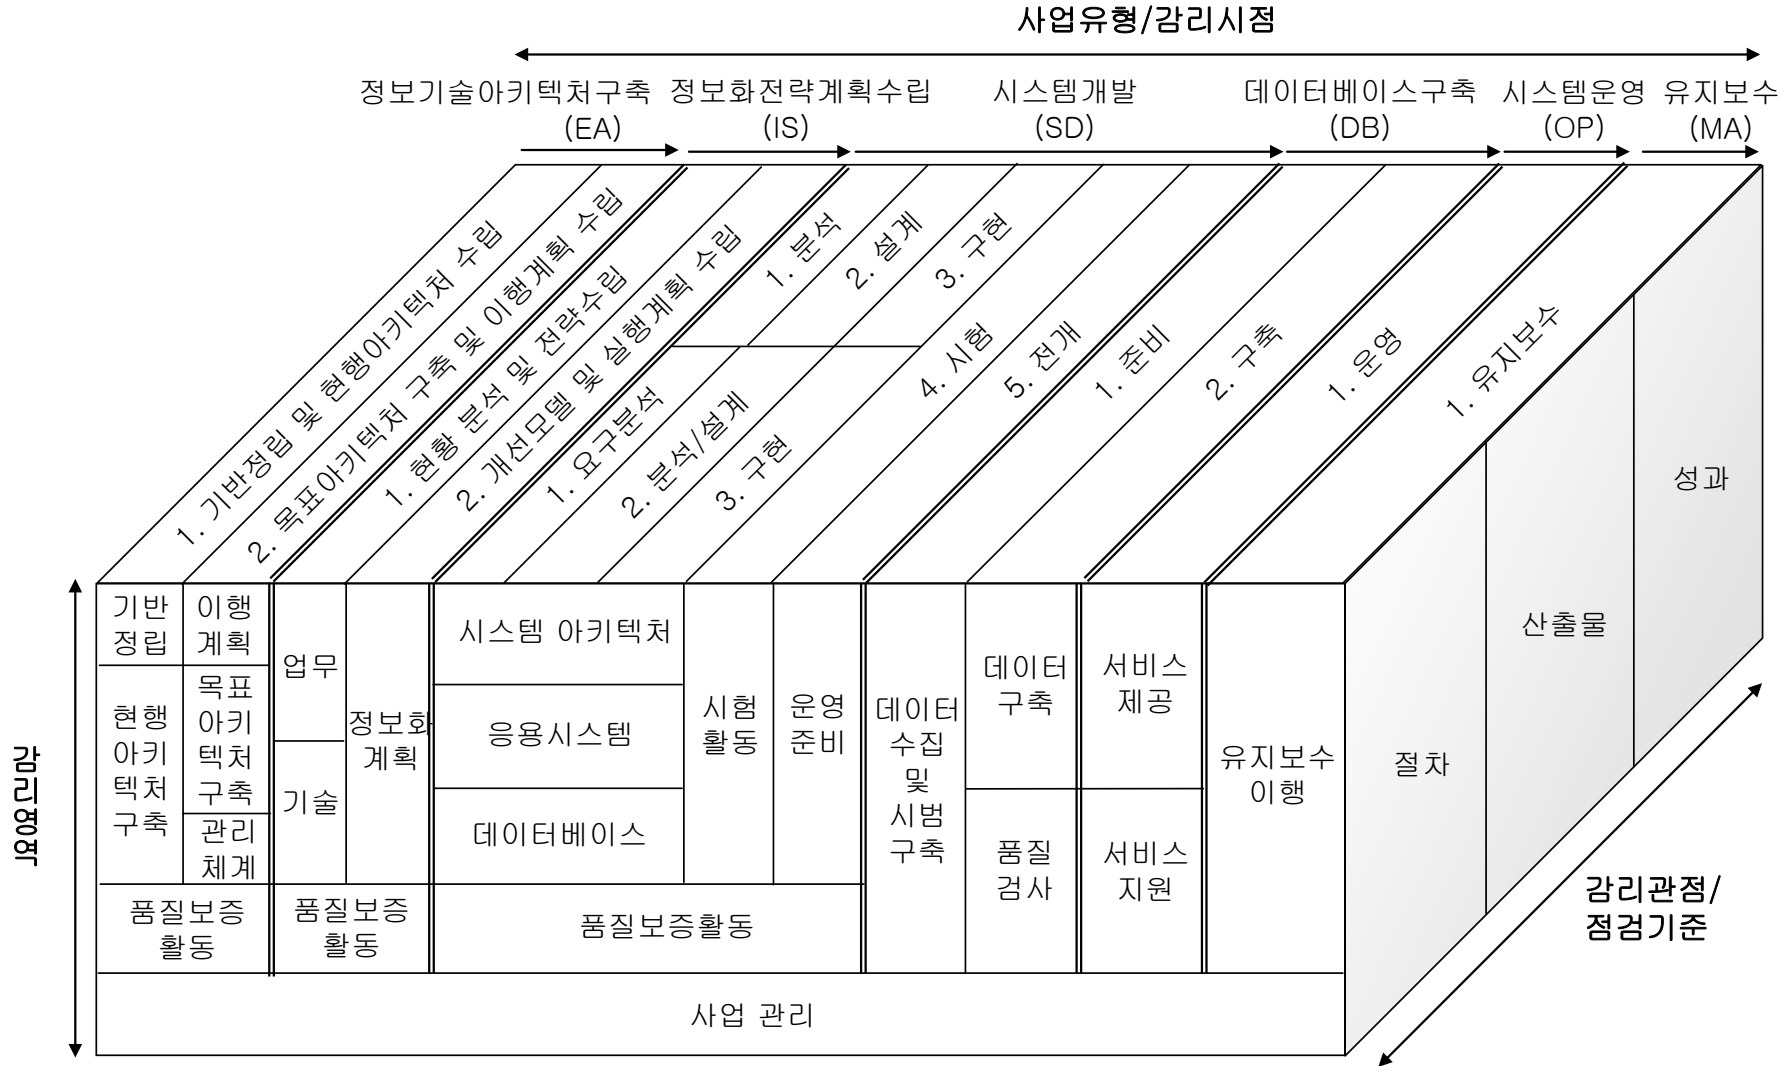 사업유형/감리시점
정보기술아키텍처구축
(EA)
정보화전략계획수립
(IS)
시스템개발
(SD)
데이터베이스구축
(DB)
시스템운영
(OP)
유지보수
(MA)
1. 기반정립 및 현행아키텍처 수립
2. 목표아키텍처 구축 및 이행계획 수립
1. 현황 분석 및 전략수립
2. 개선모델 및 실행계획 수립
1. 분석
2. 설계
3. 구현
1. 요구분석
2. 분석/설계
3. 구현
4. 시험
5. 전개
1. 준비
2. 구축
1. 운영
1. 유지보수
감리영역
기반
정립
이행
계획
현행
아키
텍처
구축
목표
아키
텍처
구축
관리
체계
품질보증
활동
업무
기술
정보화
계획
품질보증
활동
시스템 아키텍처
응용시스템
데이터베이스
시험
활동
운영
준비
품질보증활동
데이터
수집
및
시범
구축
데이터
구축
품질
검사
서비스
제공
서비스
지원
유지보수
이행
사업 관리
절차
산출물
성과
감리관점/
점검기준